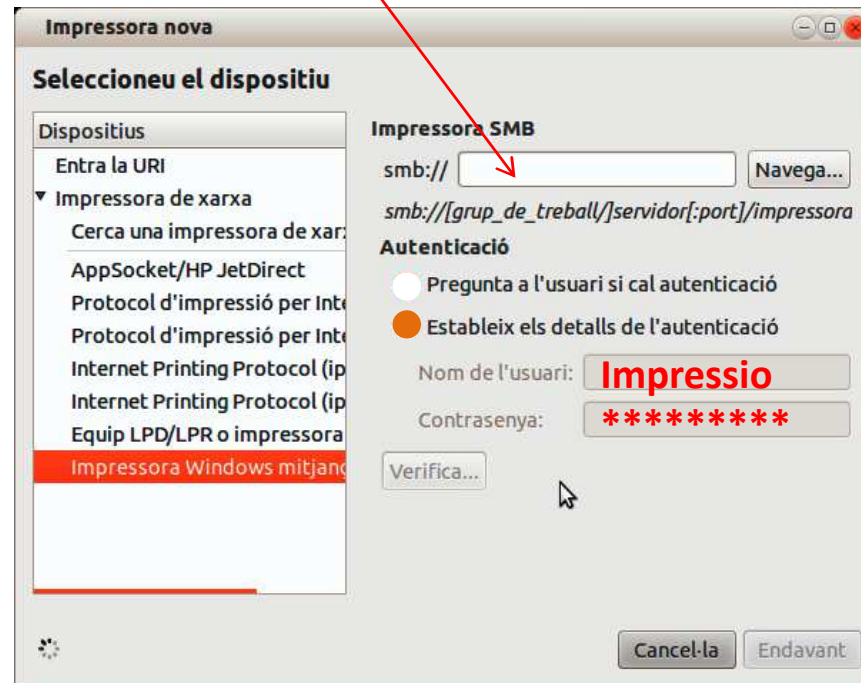 Impressora nova
Seleccioneu el dispositiu
Dispositius
Entra la URI
Impressora de xarxa
Cerca una impressora de xar
AppSocket/HP JetDirect
Protocol d'impressió per Inte
Protocol d'impressió per Inte
Internet Printing Protocol (ip
Internet Printing Protocol (ip
Equip LPD/LPR o impressora
Impressora Windows mitjanç
Impressora SMB
smb://
Navega...
smb://[grup_de_treball/]servidor[:port]/impressora
Autenticació
Pregunta a l'usuari si cal autenticació
Estableix els detalls de l'autenticació
Nom de l'usuari: Impressio
Contrasenya: *********
Verifica...
Cancel·la Endavant